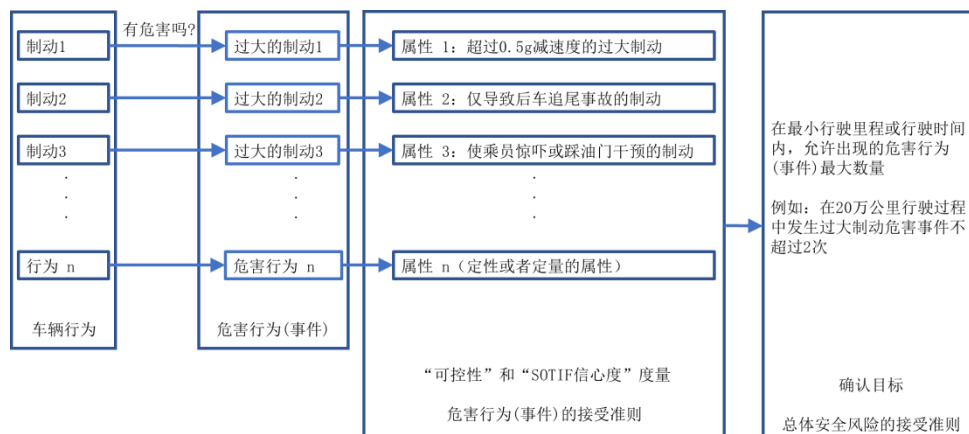 有危害吗?
制动1
过大的制动1
属性 1: 超过0.5g减速度的过大制动
制动2
过大的制动2
属性 2: 仅导致后车追尾事故的制动
制动3
过大的制动3
属性 3: 使乘员惊吓或踩油门干预的制动
.
.
.
.
.
.
.
.
.
行为 n
危害行为 n
属性 n（定性或者定量的属性）
车辆行为
危害行为(事件)
“可控性”和“SOTIF信心度”度量
危害行为(事件)的接受准则
在最小行驶里程或行驶时间
内, 允许出现的危害行为
(事件)最大数量
例如: 在20万公里行驶过程
中发生过大制动危害事件不
超过2次
确认目标
总体安全风险的接受准则